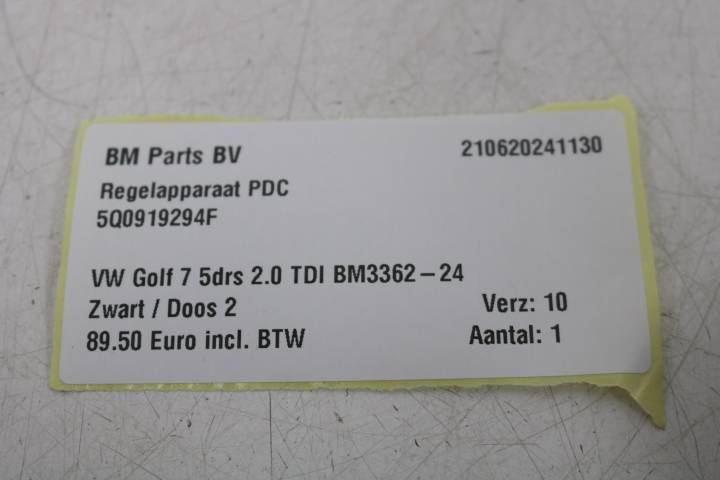 BM Parts BV 210620241130
Regelapparaat PDC
5Q0919294F
VW Golf 7 5drs 2.0 TDI BM3362-24
Zwart / Doos 2 Verz: 10
89.50 Euro incl. BTW Aantal: 1